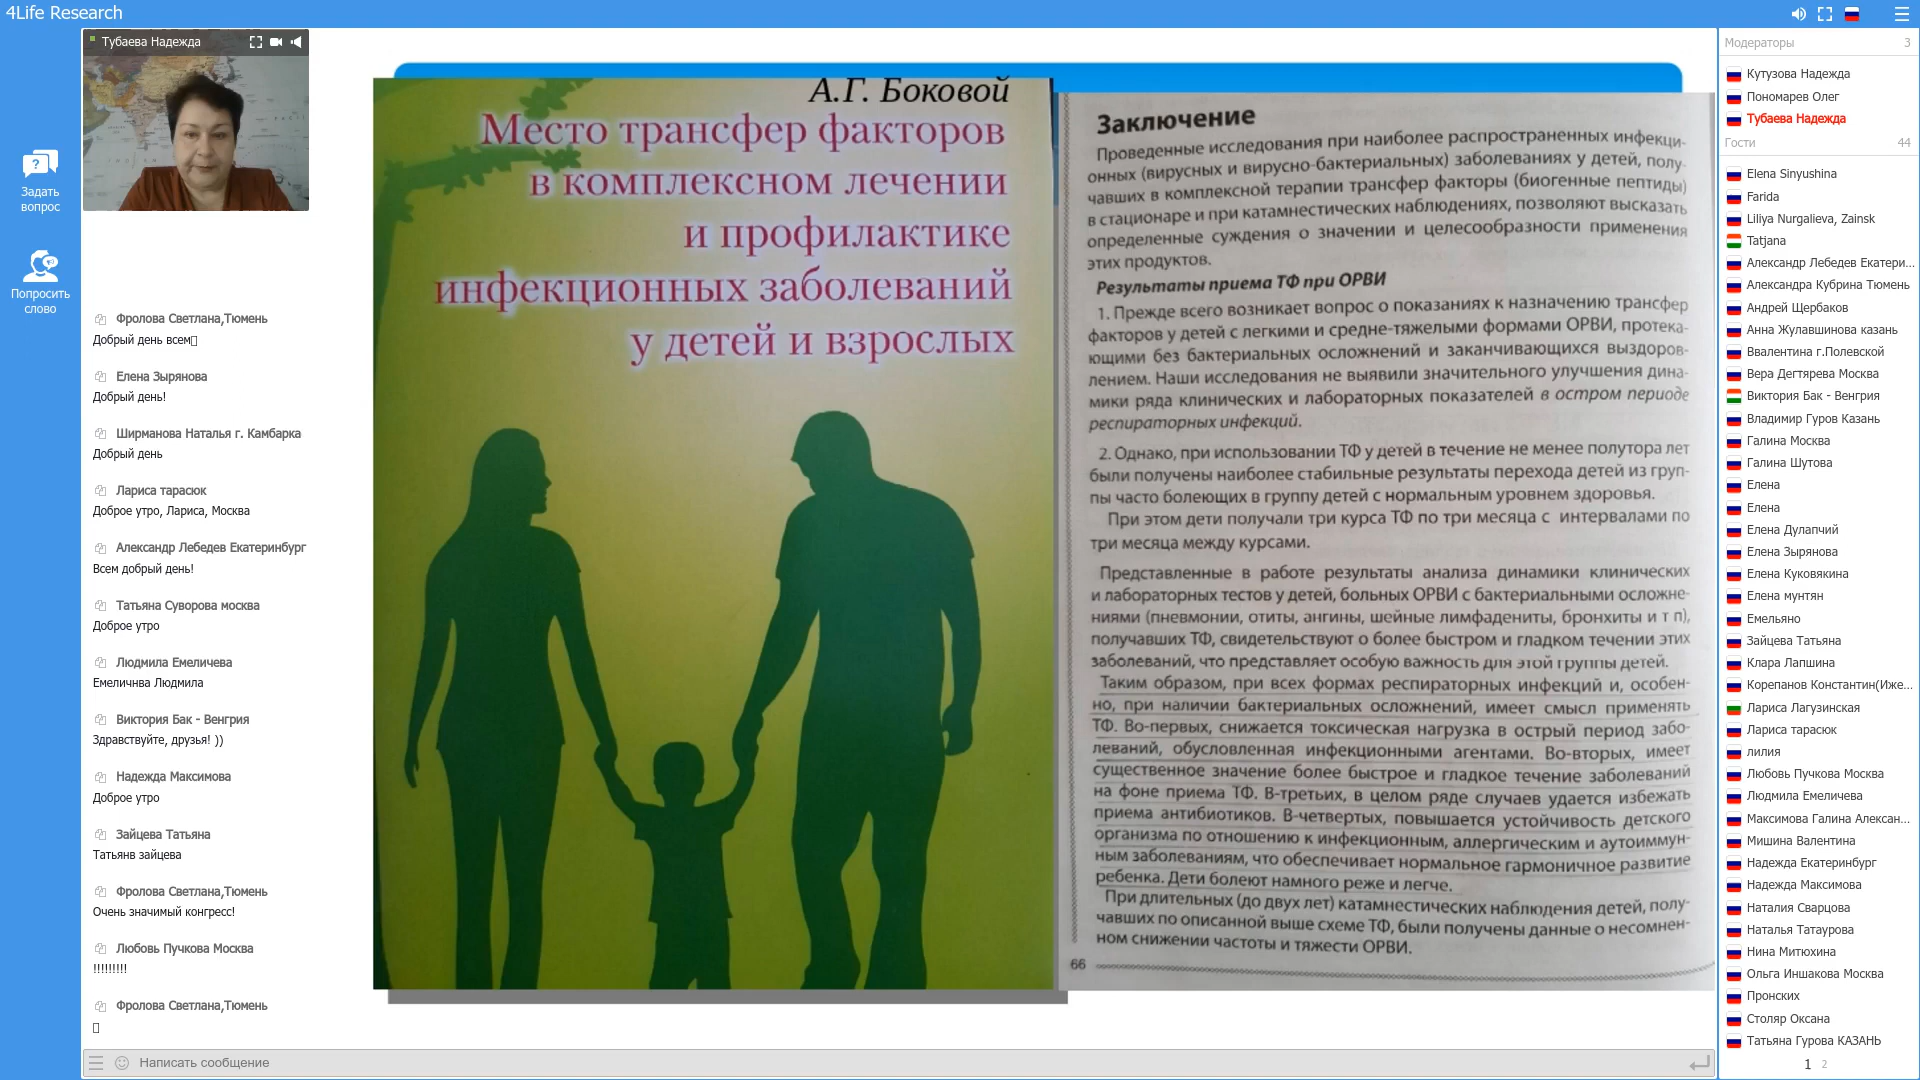 4Life Research
Задать
вопрос
Попросить
слово
Тубаева Надежда
Фролова Светлана,Тюмень
Добрый день всем
Елена Зырянова
Добрый день!
Ширманова Наталья г. Камбарка
Добрый день
Лариса тарасюк
Доброе утро, Лариса, Москва
Александр Лебедев Екатеринбург
Всем добрый день!
Татьяна Суворова москва
Доброе утро
Людмила Емеличева
Емеличнва Людмила
Виктория Бак - Венгрия
Здравствуйте, друзья! ))
Надежда Максимова
Доброе утро
Зайцева Татьяна
Татьянв зайцева
Фролова Светлана,Тюмень
Очень значимый конгресс!
Любовь Пучкова Москва
!!!!!!!!!
Фролова Светлана,Тюмень
Написать сообщение
А.Г. Боковой
Место трансфер факторов
в комплексном лечении
и профилактике
инфекционных заболеваний
у детей и взрослых
Заключение
Проведенные исследования при наиболее распространенных инфекци-
онных (вирусных и вирусно-бактериальных) заболеваниях у детей, полу-
чавших в комплексной терапии трансфер факторы (биогенные пептиды)
в стационаре и при катамнестических наблюдениях, позволяют высказать
определенные суждения о значении и целесообразности применения
этих продуктов.
Результаты приема ТФ при ОРВИ
1. Прежде всего возникает вопрос о показаниях к назначению трансфер
факторов у детей с легкими и средне-тяжелыми формами ОРВИ, протека-
ющими без бактериальных осложнений и заканчивающихся выздоров-
лением. Наши исследования не выявили значительного улучшения дина-
мики ряда клинических и лабораторных показателей в остром периоде
респираторных инфекций.
2. Однако, при использовании ТФ у детей в течение не менее полутора лет
были получены наиболее стабильные результаты перехода детей из груп-
пы часто болеющих в группу детей с нормальным уровнем здоровья.
При этом дети получали три курса ТФ по три месяца с интервалами по
три месяца между курсами.
Представленные в работе результаты анализа динамики клинических
и лабораторных тестов у детей, больных ОРВИ с бактериальными осложне-
ниями (пневмонии, отиты, ангины, шейные лимфадениты, бронхиты и т п),
получавших ТФ, свидетельствуют о более быстром и гладком течении этих
заболеваний, что представляет особую важность для этой группы детей.
Таким образом, при всех формах респираторных инфекций и, особен-
но, при наличии бактериальных осложнений, имеет смысл применять
ТФ. Во-первых, снижается токсическая нагрузка в острый период забо-
леваний, обусловленная инфекционными агентами. Во-вторых, имеет
существенное значение более быстрое и гладкое течение заболеваний
на фоне приема ТФ. В-третьих, в целом ряде случаев удается избежать
приема антибиотиков. В-четвертых, повышается устойчивость детского
организма по отношению к инфекционным, аллергическим и аутоиммун-
ным заболеваниям, что обеспечивает нормальное гармоничное развитие
ребенка. Дети болеют намного реже и легче.
При длительных (до двух лет) катамнестических наблюдения детей, полу-
чавших по описанной выше схеме ТФ, были получены данные о несомнен-
ном снижении частоты и тяжести ОРВИ.
66
Модераторы 3
Кутузова Надежда
Пономарев Олег
Тубаева Надежда
Гости 44
Elena Sinyushina
Farida
Liliya Nurgalieva, Zainsk
Tatjana
Александр Лебедев Екатери...
Александра Кубрина Тюмень
Андрей Щербаков
Анна Жулавшинова казань
Ввалентина г.Полевской
Вера Дегтярева Москва
Виктория Бак - Венгрия
Владимир Гуров Казань
Галина Москва
Галина Шутова
Елена
Елена
Елена Дулапчий
Елена Зырянова
Елена Куковякина
Елена мунтян
Емельяно
Зайцева Татьяна
Клара Лапшина
Корепанов Константин(Иже...
Лариса Лагузинская
Лариса тарасюк
лилия
Любовь Пучкова Москва
Людмила Емеличева
Максимова Галина Алексан...
Мишина Валентина
Надежда Екатеринбург
Надежда Максимова
Наталия Сварцова
Наталья Татаурова
Нина Митюхина
Ольга Иншакова Москва
Пронских
Столяр Оксана
Татьяна Гурова КАЗАНЬ
1 2